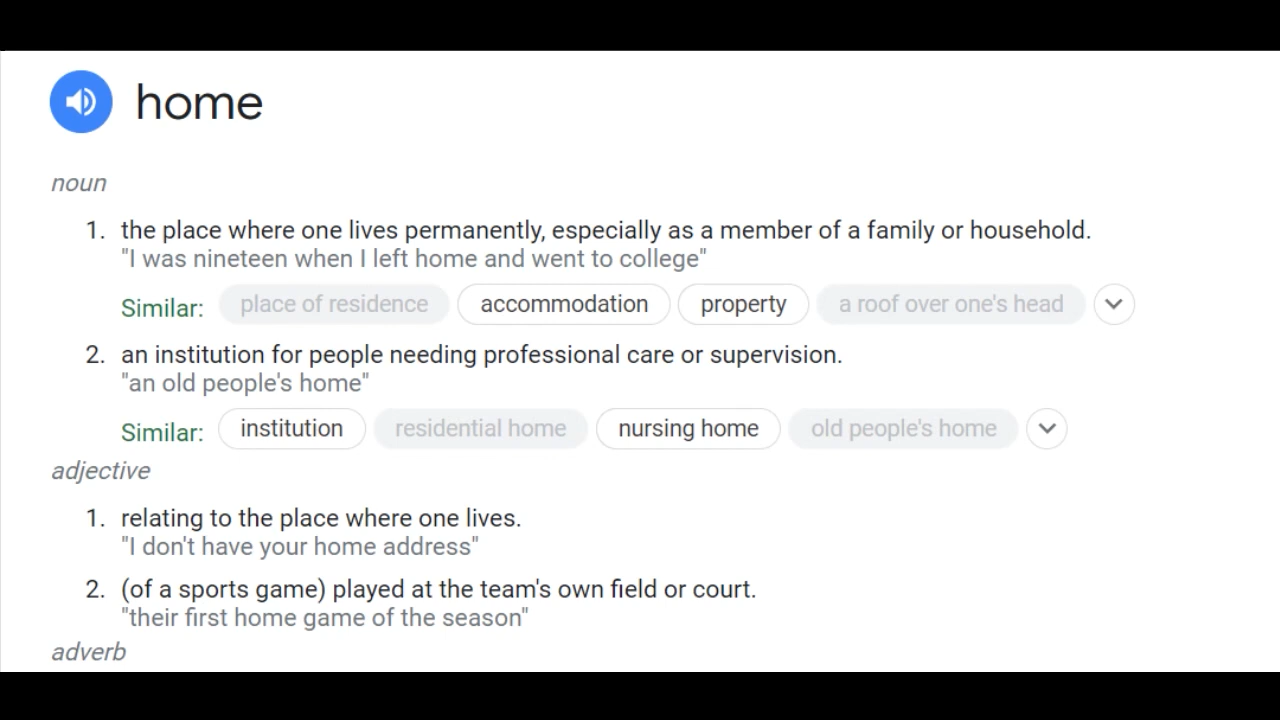 home
noun
1. the place where one lives permanently, especially as a member of a family or household.
"I was nineteen when I left home and went to college"
Similar: place of residence accommodation property a roof over one's head
2. an institution for people needing professional care or supervision.
"an old people's home"
Similar: institution residential home nursing home old people's home
adjective
1. relating to the place where one lives.
"I don't have your home address"
2. (of a sports game) played at the team's own field or court.
"their first home game of the season"
adverb